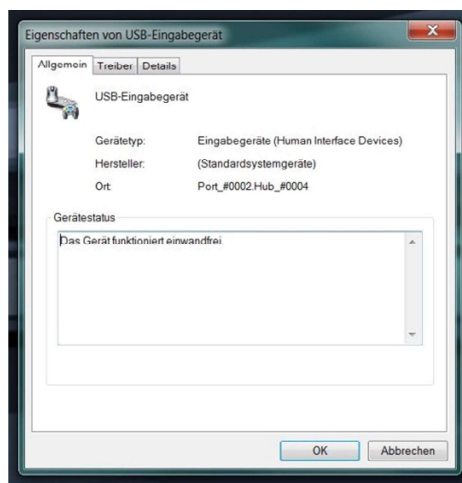 Eigenschaften von USB-Eingabegerät
Allgemein Treiber Details
USB-Eingabegerät
Gerätetyp: Eingabegeräte (Human Interface Devices)
Hersteller: (Standardsystemgeräte)
Ort: Port_#0002.Hub_#0004
Gerätestatus
Das Gerät funktioniert einwandfrei.
OK Abbrechen